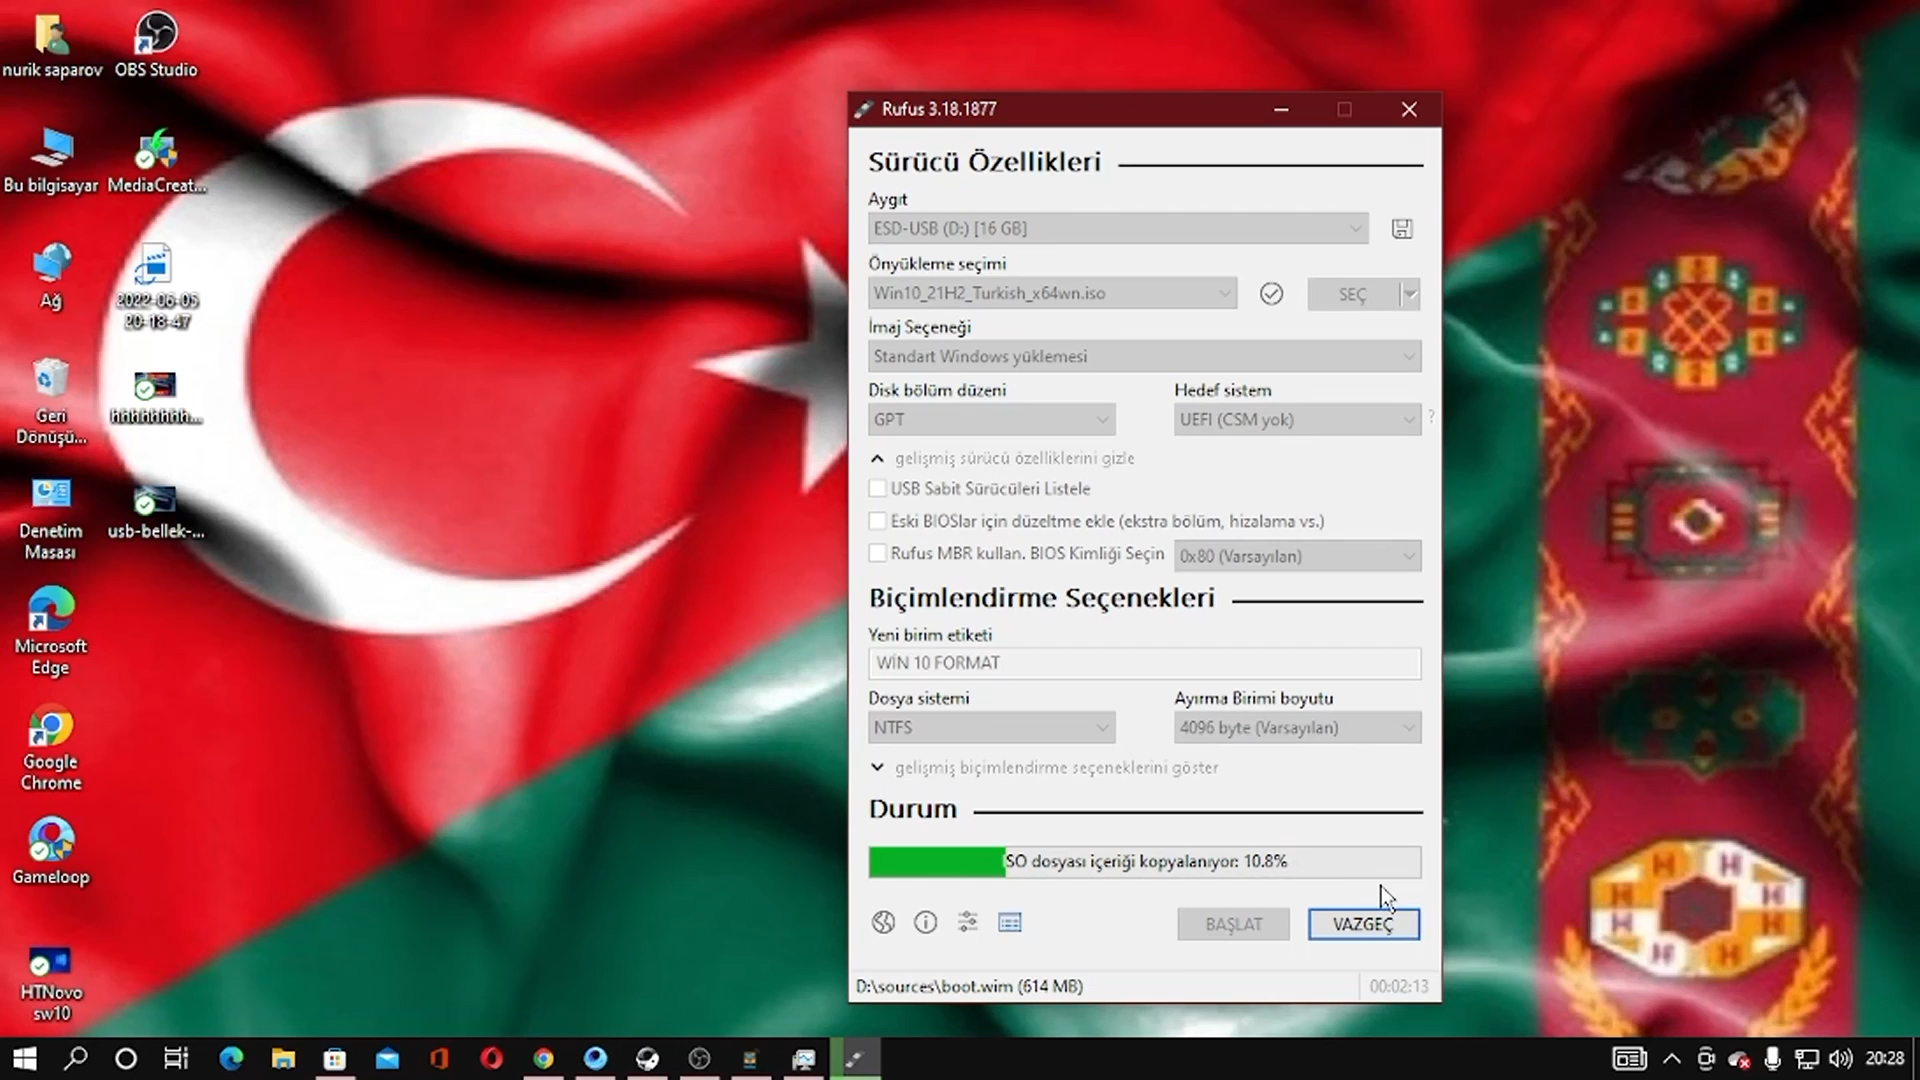 nurik saparov
OBS Studio
Bu bilgisayar
MediaCreat...
Ağ
2022-06-05
20-18-47
Geri
Dönüşü...
hhhhhhhh...
Denetim
Masası
usb-bellek-...
Microsoft
Edge
Google
Chrome
Gameloop
HTNovo
sw10
Rufus 3.18.1877
Sürücü Özellikleri
Aygıt
ESD-USB (D:) [16 GB]
Önyükleme seçimi
Win10_21H2_Turkish_x64wn.iso
SEÇ
İmaj Seçeneği
Standart Windows yüklemesi
Disk bölüm düzeni
Hedef sistem
GPT
UEFI (CSM yok)
?
gelişmiş sürücü özelliklerini gizle
USB Sabit Sürücüleri Listele
Eski BIOSlar için düzeltme ekle (ekstra bölüm, hizalama vs.)
Rufus MBR kullan. BIOS Kimliği Seçin
0x80 (Varsayılan)
Biçimlendirme Seçenekleri
Yeni birim etiketi
WİN 10 FORMAT
Dosya sistemi
Ayırma Birimi boyutu
NTFS
4096 byte (Varsayılan)
gelişmiş biçimlendirme seçeneklerini göster
Durum
SO dosyası içeriği kopyalanıyor: 10.8%
BAŞLAT
VAZGEÇ
D:\sources\boot.wim (614 MB)
00:02:13
20:28